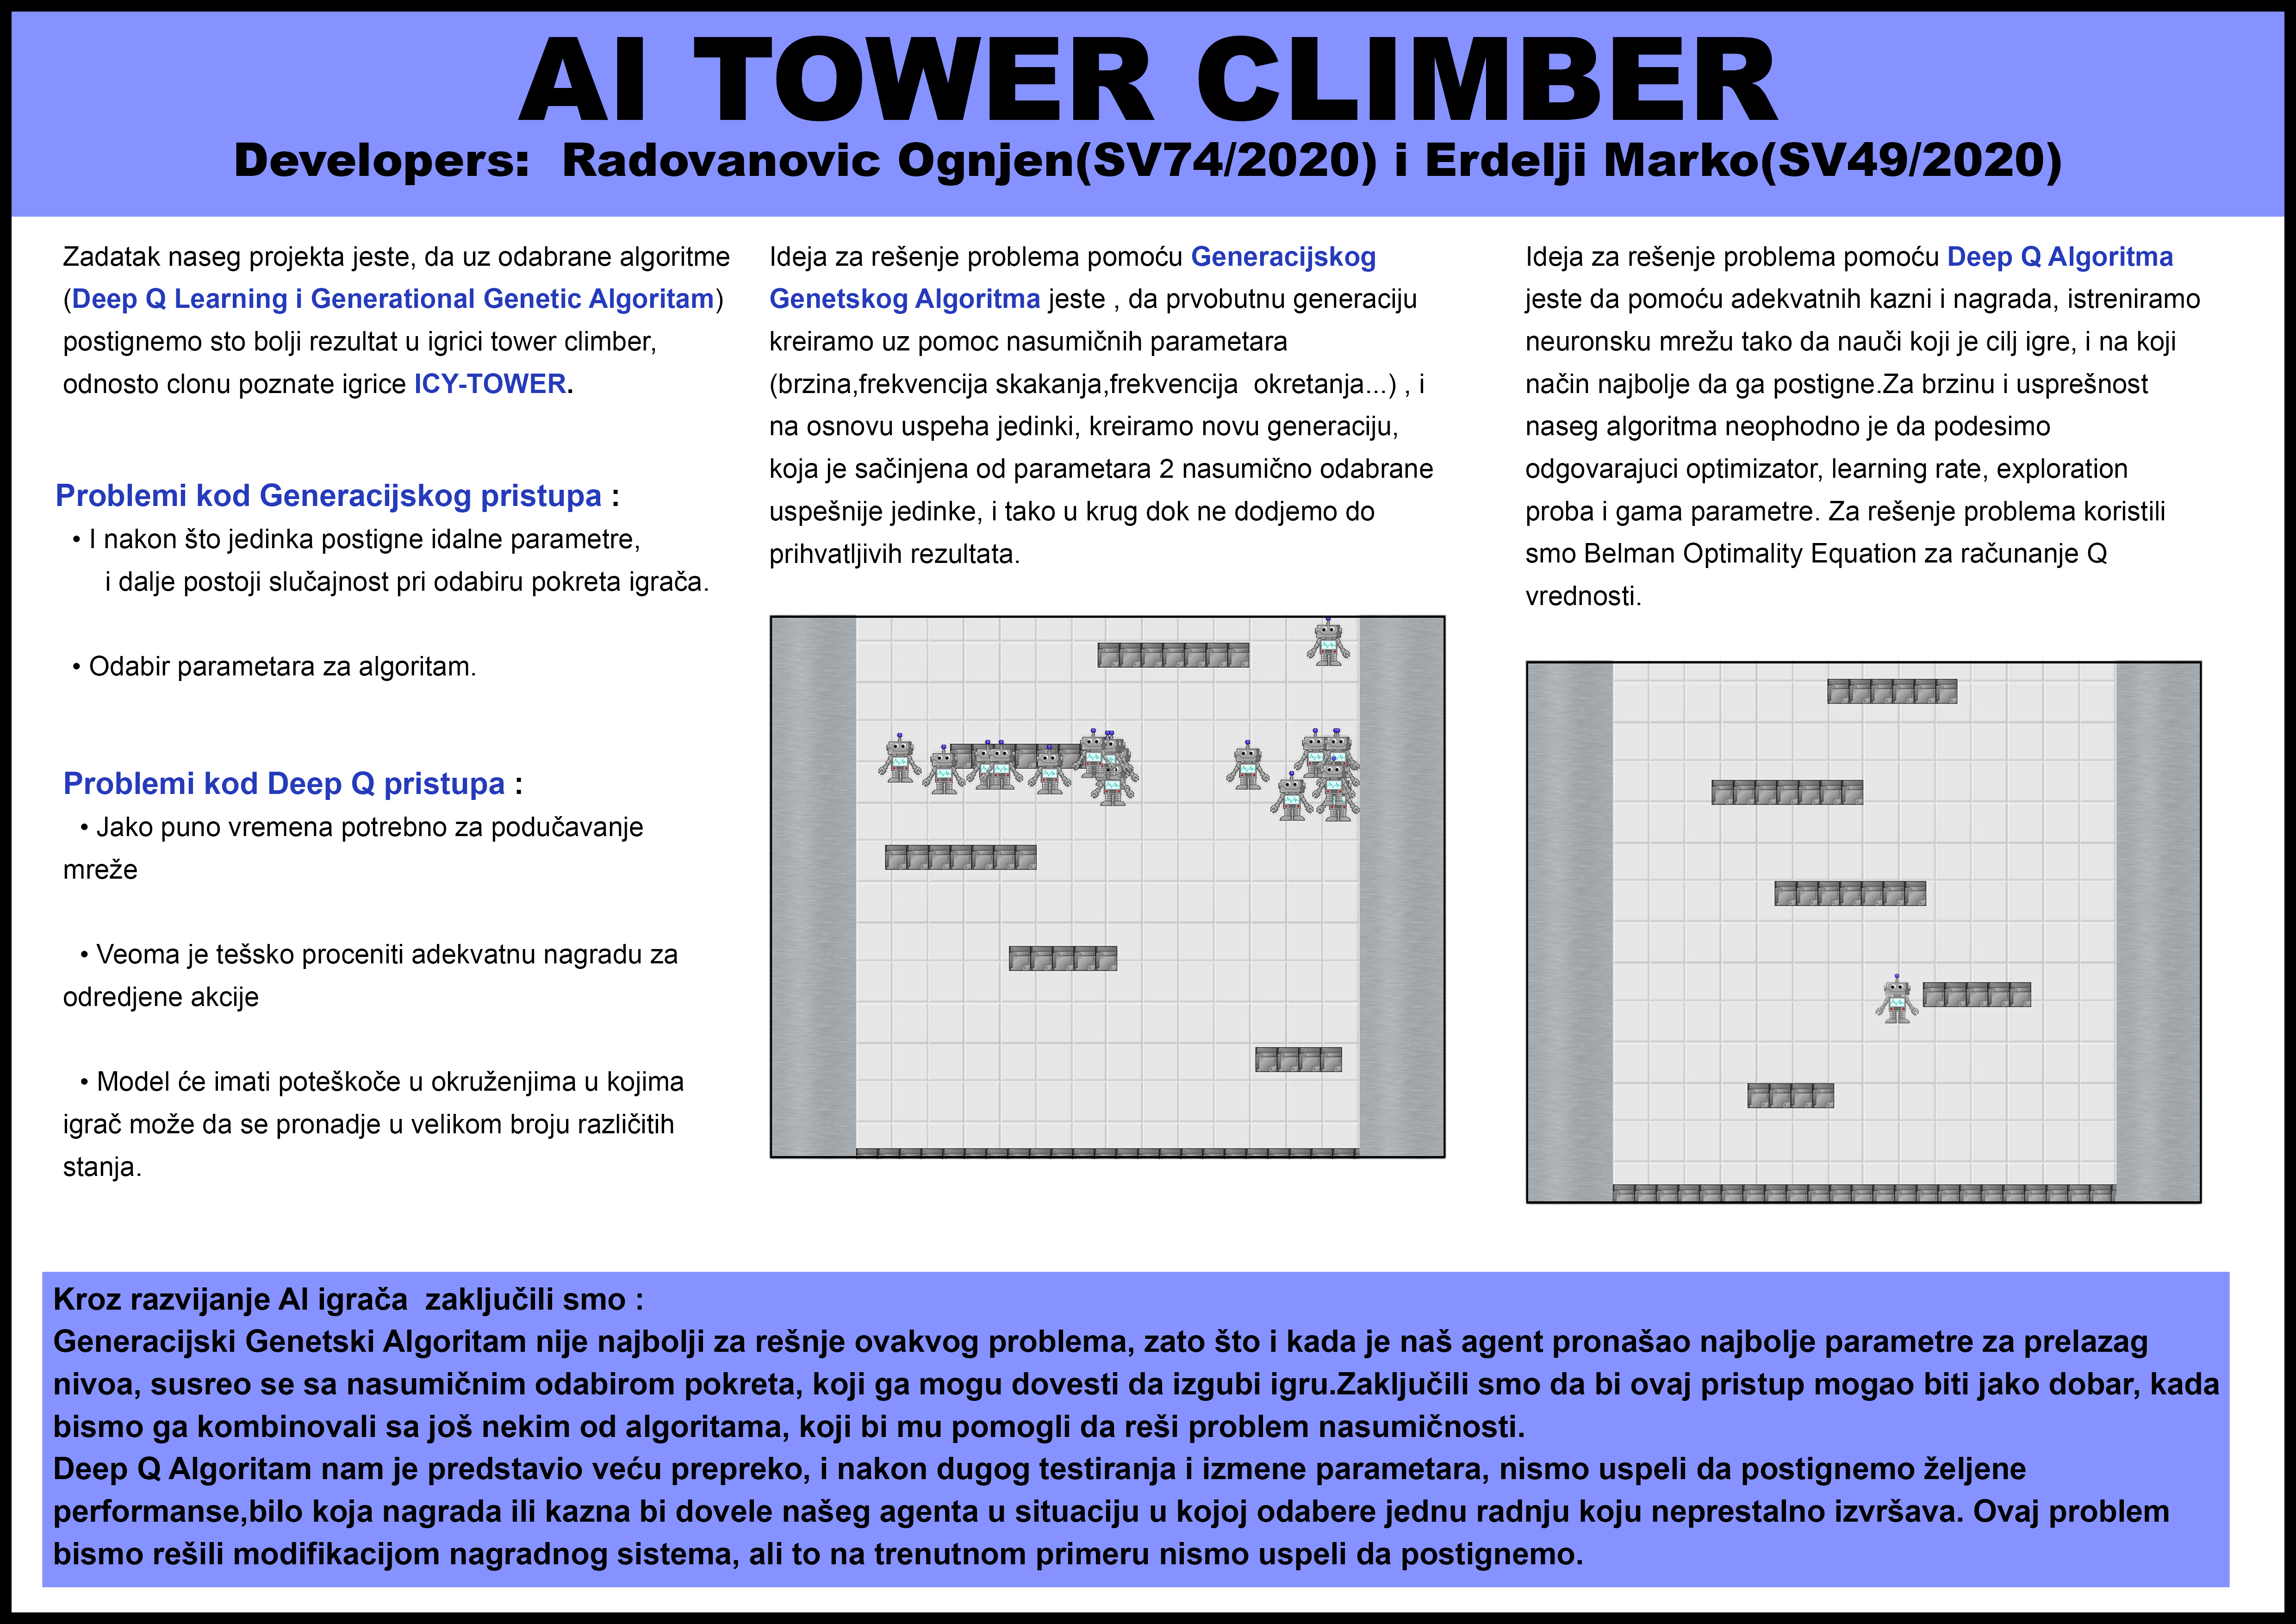 AI TOWER CLIMBER
Developers:  Radovanovic Ognjen(SV74/2020) i Erdelji Marko(SV49/2020)
Zadatak naseg projekta jeste, da uz odabrane algoritme
(Deep Q Learning i Generational Genetic Algoritam)
postignemo sto bolji rezultat u igrici tower climber,
odnosto clonu poznate igrice ICY-TOWER.
Problemi kod Generacijskog pristupa :
• I nakon što jedinka postigne idalne parametre,
i dalje postoji slučajnost pri odabiru pokreta igrača.
• Odabir parametara za algoritam.
Problemi kod Deep Q pristupa :
• Jako puno vremena potrebno za podučavanje
mreže
• Veoma je tešsko proceniti adekvatnu nagradu za
odredjene akcije
• Model će imati poteškoče u okruženjima u kojima
igrač može da se pronadje u velikom broju različitih
stanja.
Ideja za rešenje problema pomoću Generacijskog
Genetskog Algoritma jeste , da prvobutnu generaciju
kreiramo uz pomoc nasumičnih parametara
(brzina,frekvencija skakanja,frekvencija  okretanja...) , i
na osnovu uspeha jedinki, kreiramo novu generaciju,
koja je sačinjena od parametara 2 nasumično odabrane
uspešnije jedinke, i tako u krug dok ne dodjemo do
prihvatljivih rezultata.
Ideja za rešenje problema pomoću Deep Q Algoritma
jeste da pomoću adekvatnih kazni i nagrada, istreniramo
neuronsku mrežu tako da nauči koji je cilj igre, i na koji
način najbolje da ga postigne.Za brzinu i usprešnost
naseg algoritma neophodno je da podesimo
odgovarajuci optimizator, learning rate, exploration
proba i gama parametre. Za rešenje problema koristili
smo Belman Optimality Equation za računanje Q
vrednosti.
Kroz razvijanje AI igrača  zaključili smo :
Generacijski Genetski Algoritam nije najbolji za rešnje ovakvog problema, zato što i kada je naš agent pronašao najbolje parametre za prelazag
nivoa, susreo se sa nasumičnim odabirom pokreta, koji ga mogu dovesti da izgubi igru.Zaključili smo da bi ovaj pristup mogao biti jako dobar, kada
bismo ga kombinovali sa još nekim od algoritama, koji bi mu pomogli da reši problem nasumičnosti.
Deep Q Algoritam nam je predstavio veću prepreko, i nakon dugog testiranja i izmene parametara, nismo uspeli da postignemo željene
performanse,bilo koja nagrada ili kazna bi dovele našeg agenta u situaciju u kojoj odabere jednu radnju koju neprestalno izvršava. Ovaj problem
bismo rešili modifikacijom nagradnog sistema, ali to na trenutnom primeru nismo uspeli da postignemo.